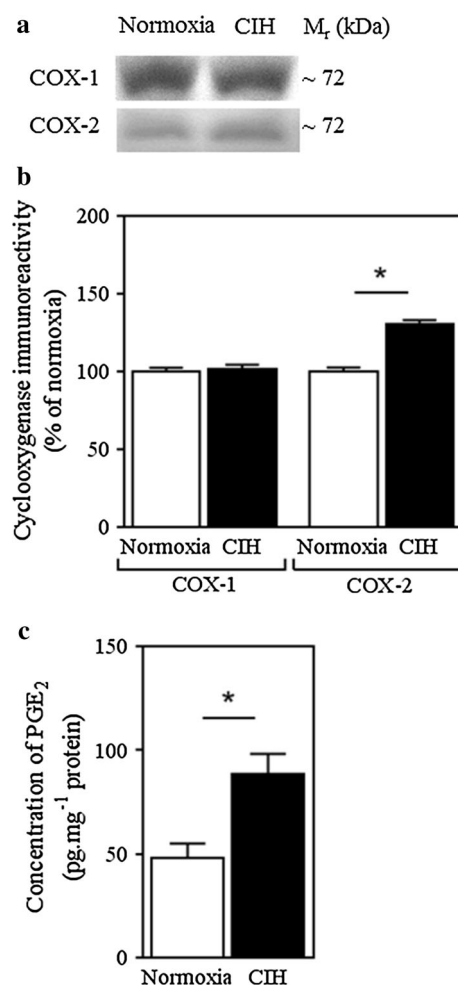 a
Normoxia CIH Mr (kDa)
COX-1 ~ 72
COX-2 ~ 72
b
Cyclooxygenase immunoreactivity
(% of normoxia)
200
150
100
50
0
*
Normoxia CIH Normoxia CIH
COX-1 COX-2
c
Concentration of PGE2
(pg.mg-1 protein)
150
100
50
0
*
Normoxia CIH